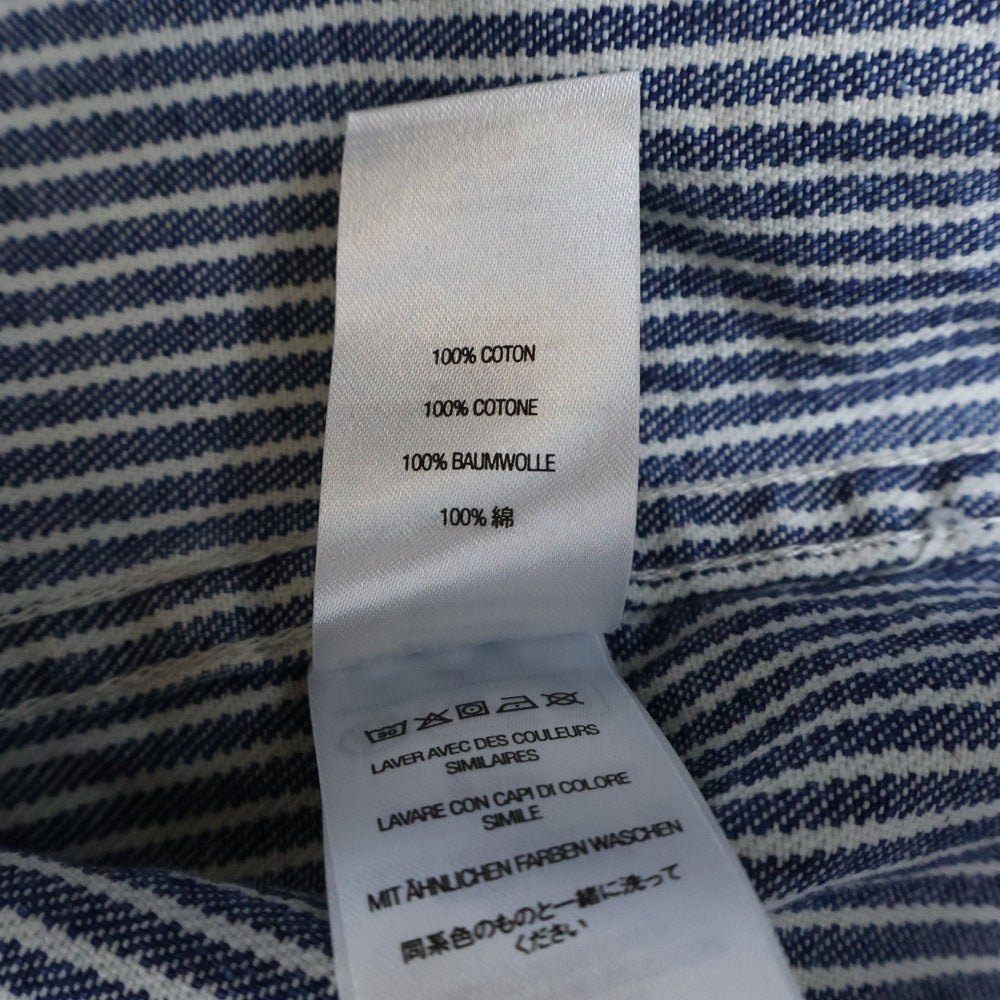 100% COTON
100% COTONE
100% BAUMWOLLE
100% 綿
30
LAVER AVEC DES COULEURS
SIMILAIRES
LAVARE CON CAPI DI COLORE
SIMILE
MIT ÄHNLICHEN FARBEN WASCHEN
同系色のものと一緒に洗って
ください